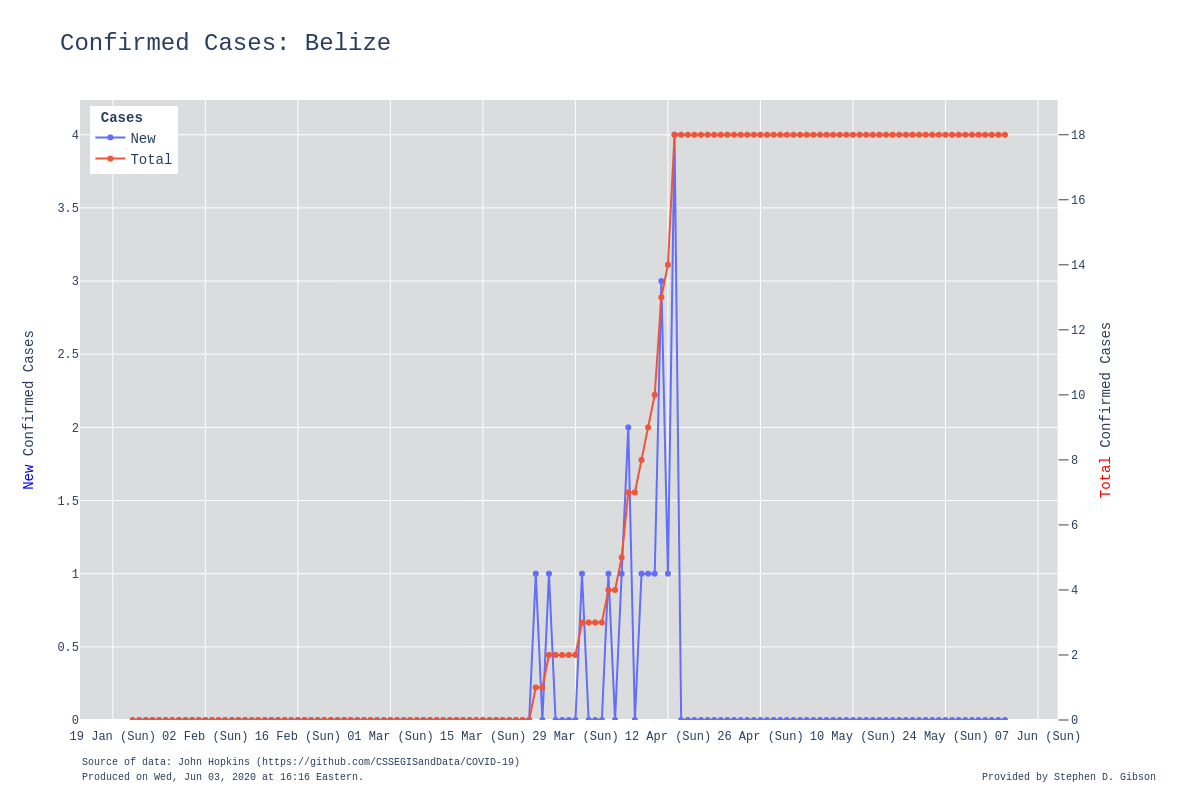 Confirmed Cases: Belize
Cases
New
Total
4
3.5
3
2.5
2
1.5
1
0.5
0
18
16
14
12
10
8
6
4
2
0
New Confirmed Cases
Total Confirmed Cases
19 Jan (Sun) 02 Feb (Sun) 16 Feb (Sun) 01 Mar (Sun) 15 Mar (Sun) 29 Mar (Sun) 12 Apr (Sun) 26 Apr (Sun) 10 May (Sun) 24 May (Sun) 07 Jun (Sun)
Source of data: John Hopkins (https://github.com/CSSEGISandData/COVID-19)
Produced on Wed, Jun 03, 2020 at 16:16 Eastern.
Provided by Stephen D. Gibson